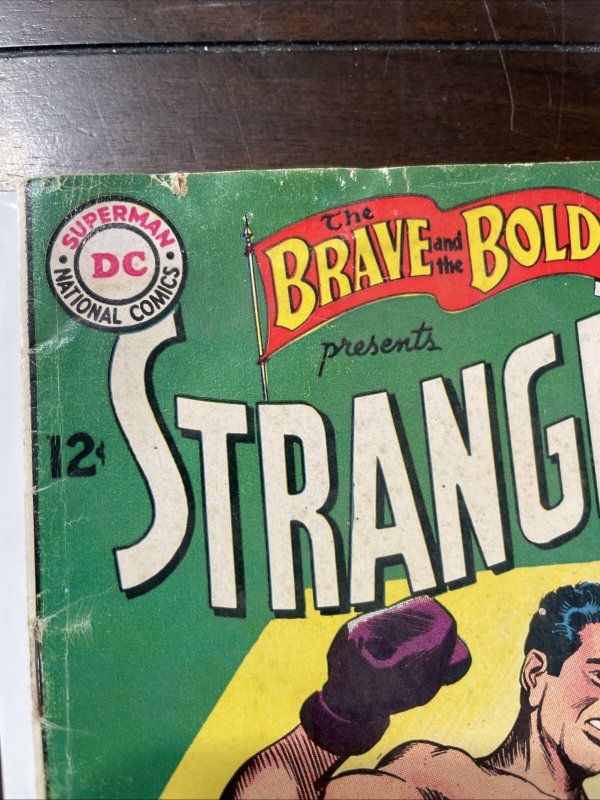 SUPERMAN
DC
NATIONAL COMICS
The
BRAVE and the BOLD
presents
STRANG
12¢